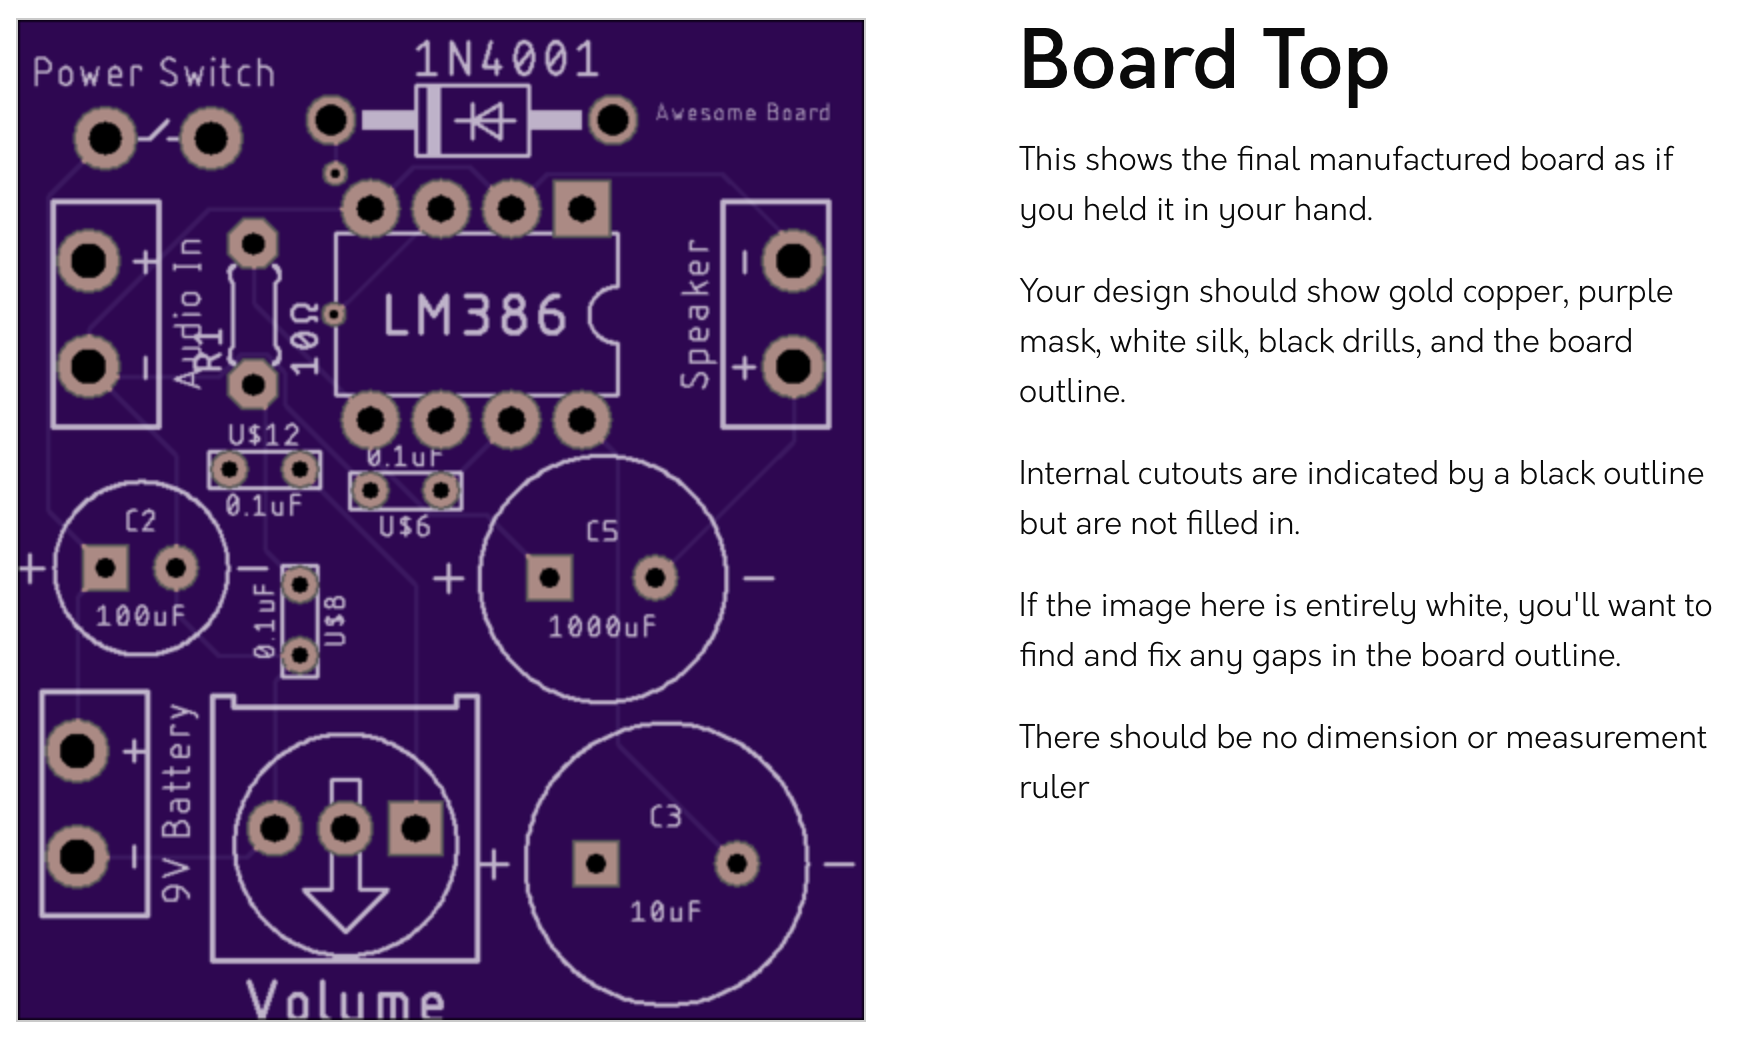 Power Switch
1N4001
Awesome Board
+
Audio In
-
R1
10Ω
LM386
Speaker
-
+
U$12
0.1uF
0.1uF
U$6
C2
+
-
100uF
0.1uF
U$8
C5
+
-
1000uF
+
9V Battery
-
C3
+
-
10uF
Volume
Board Top
This shows the final manufactured board as if
you held it in your hand.
Your design should show gold copper, purple
mask, white silk, black drills, and the board
outline.
Internal cutouts are indicated by a black outline
but are not filled in.
If the image here is entirely white, you'll want to
find and fix any gaps in the board outline.
There should be no dimension or measurement
ruler